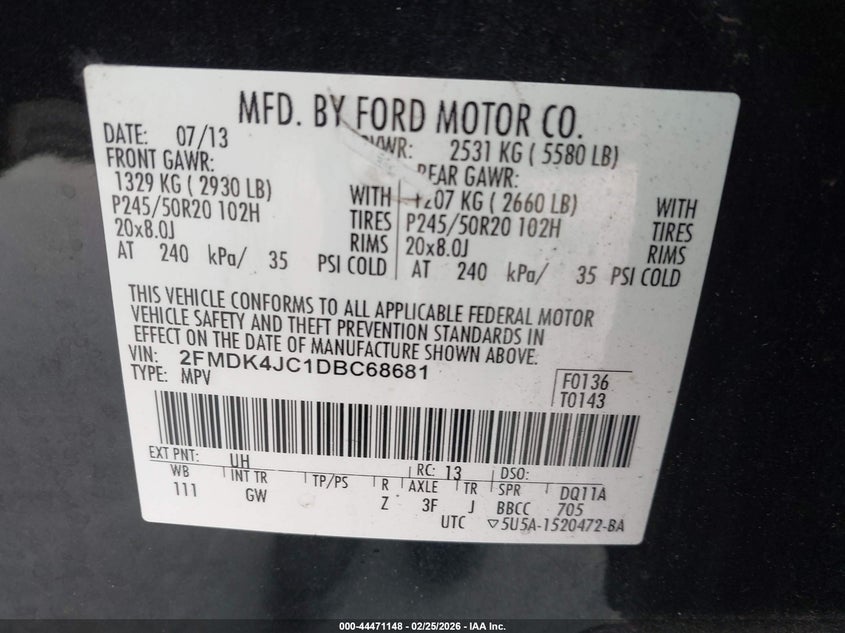 MFD. BY FORD MOTOR CO.
DATE: 07/13
GVWR: 2531 KG ( 5580 LB)
FRONT GAWR:
REAR GAWR:
1329 KG ( 2930 LB) WITH
1207 KG ( 2660 LB) WITH
P245/50R20 102H TIRES
P245/50R20 102H TIRES
20x8.0J RIMS
20x8.0J RIMS
AT 240 kPa/ 35 PSI COLD
AT 240 kPa/ 35 PSI COLD
THIS VEHICLE CONFORMS TO ALL APPLICABLE FEDERAL MOTOR
VEHICLE SAFETY AND THEFT PREVENTION STANDARDS IN
EFFECT ON THE DATE OF MANUFACTURE SHOWN ABOVE.
VIN: 2FMDK4JC1DBC68681
TYPE: MPV
F0136
T0143
EXT PNT: UH RC: 13 DSO:
WB INT TR TP/PS R AXLE TR SPR DQ11A
111 GW Z 3F J BBCC 705
UTC ▽5U5A-1520472-BA
000-44471148 - 02/25/2026 - IAA Inc.